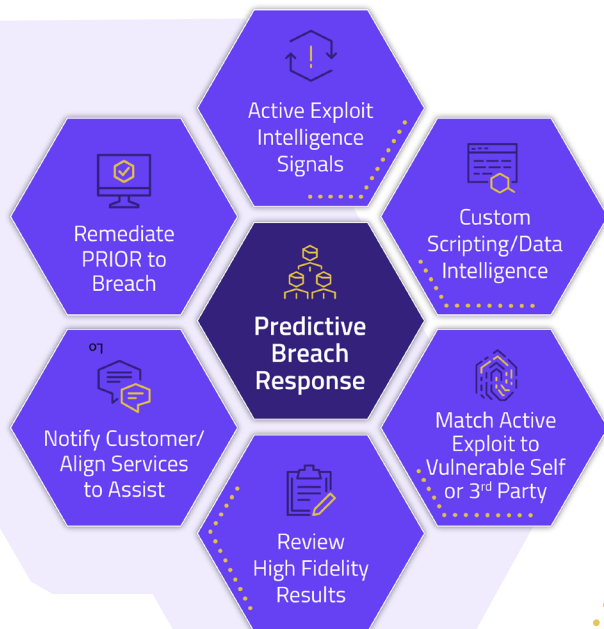 Active Exploit
Intelligence
Signals
Custom
Scripting/Data
Intelligence
Match Active
Exploit to
Vulnerable Self
or 3rd Party
Review
High Fidelity
Results
Notify Customer/
Align Services
to Assist
Remediate
PRIOR to
Breach
Predictive
Breach
Response